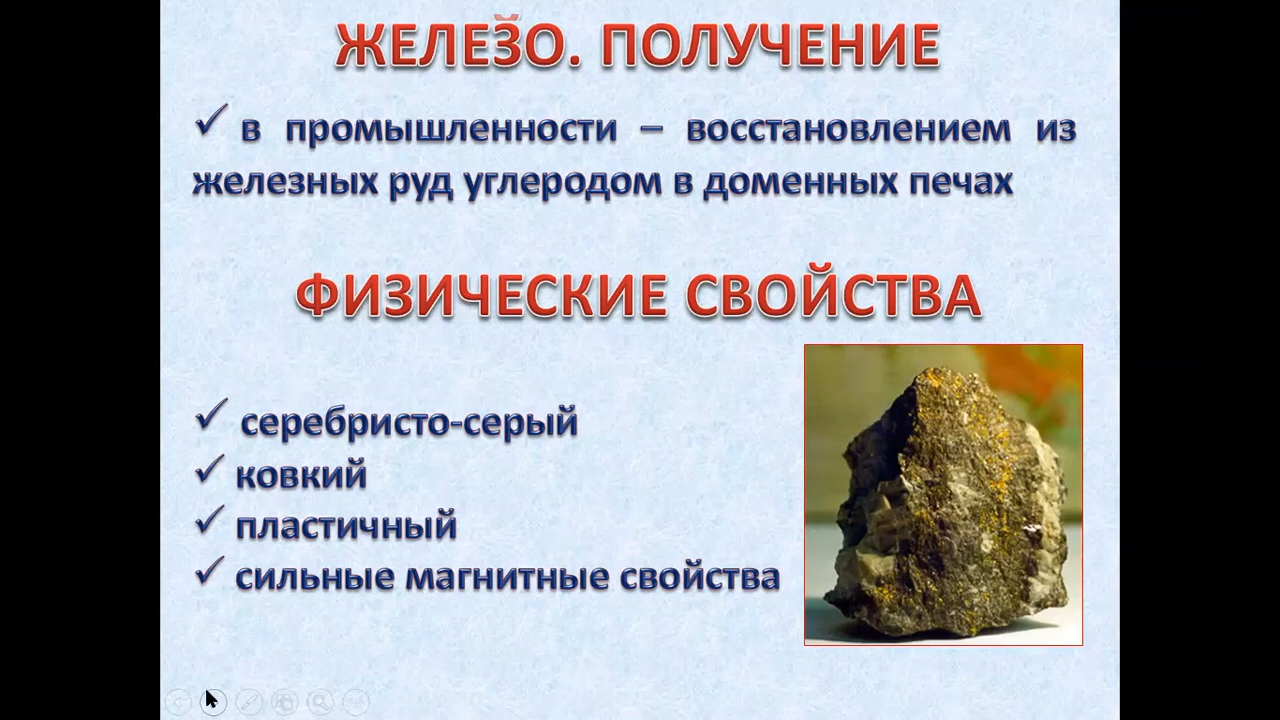 ЖЕЛЕЗО. ПОЛУЧЕНИЕ
✓ в промышленности – восстановлением из
железных руд углеродом в доменных печах
ФИЗИЧЕСКИЕ СВОЙСТВА
✓ серебристо-серый
✓ ковкий
✓ пластичный
✓ сильные магнитные свойства